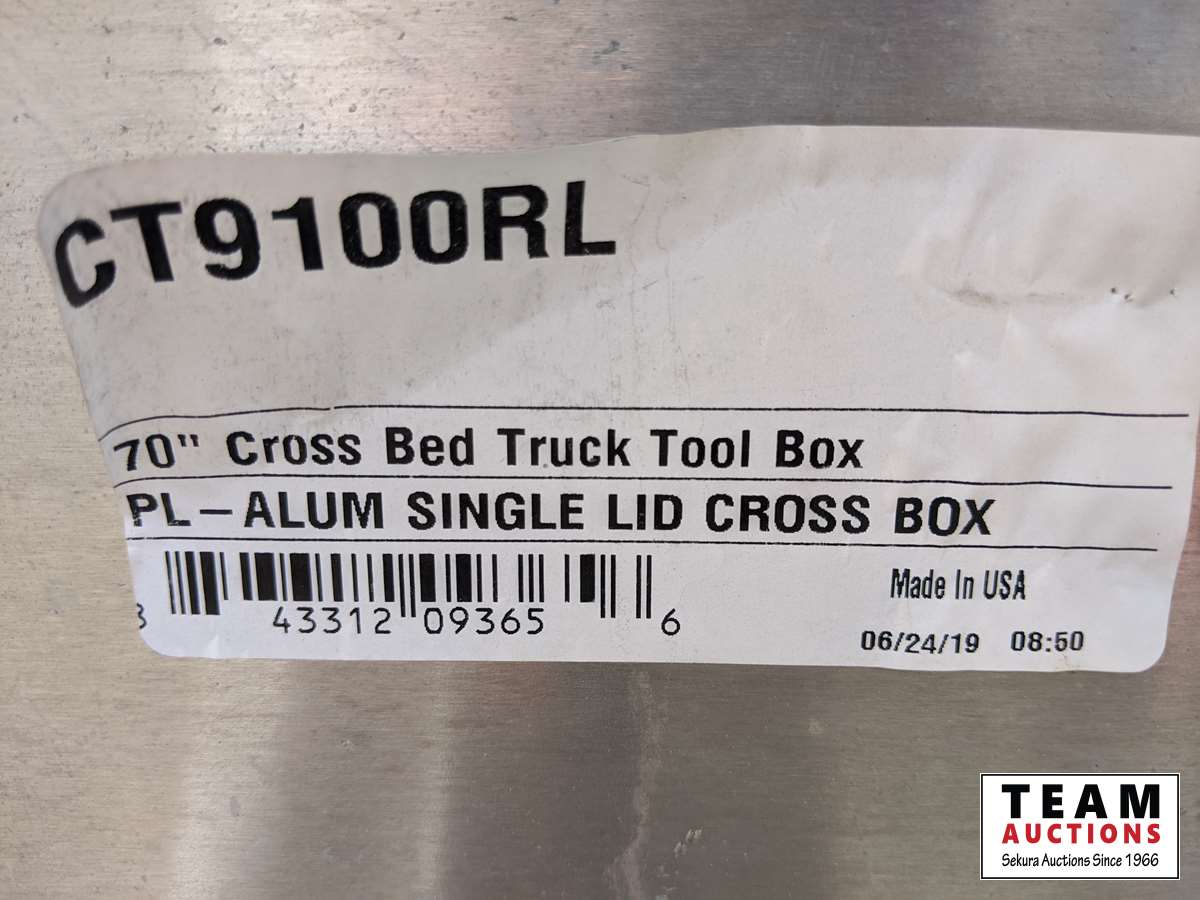 CT9100RL
70" Cross Bed Truck Tool Box
PL-ALUM SINGLE LID CROSS BOX
43312 09365 6
Made In USA
06/24/19 08:50
TEAM
AUCTIONS
Sekura Auctions Since 1966